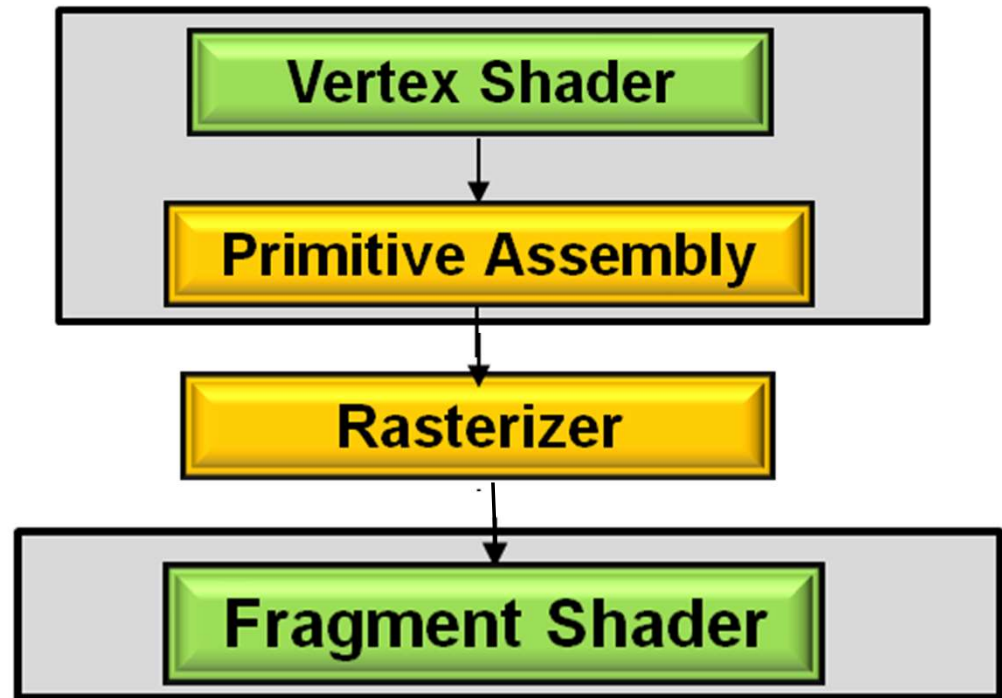 Vertex Shader
Primitive Assembly
Rasterizer
Fragment Shader